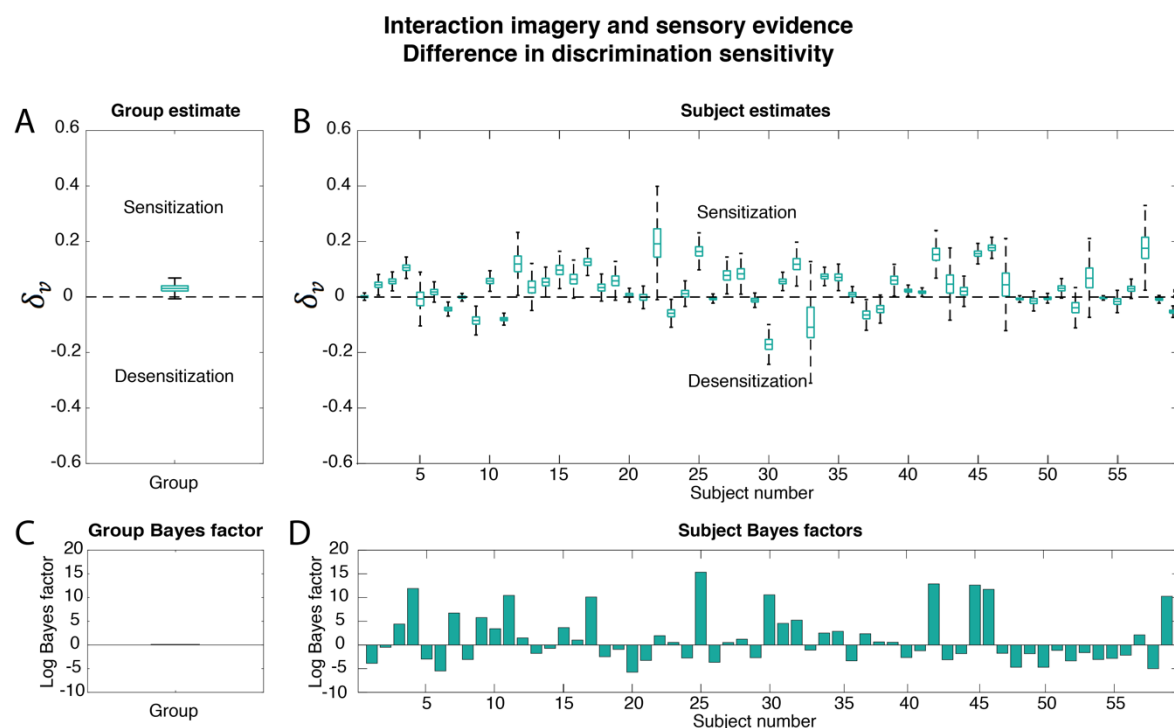 Interaction imagery and sensory evidence
Difference in discrimination sensitivity
A
Group estimate
0.6
0.4
0.2
0
-0.2
-0.4
-0.6
δv
Sensitization
Desensitization
Group
B
Subject estimates
0.6
0.4
0.2
0
-0.2
-0.4
-0.6
δv
Sensitization
Desensitization
5 10 15 20 25 30 35 40 45 50 55
Subject number
C
Group Bayes factor
20
15
10
5
0
-5
-10
Log Bayes factor
Group
D
Subject Bayes factors
20
15
10
5
0
-5
-10
Log Bayes factor
5 10 15 20 25 30 35 40 45 50 55
Subject number